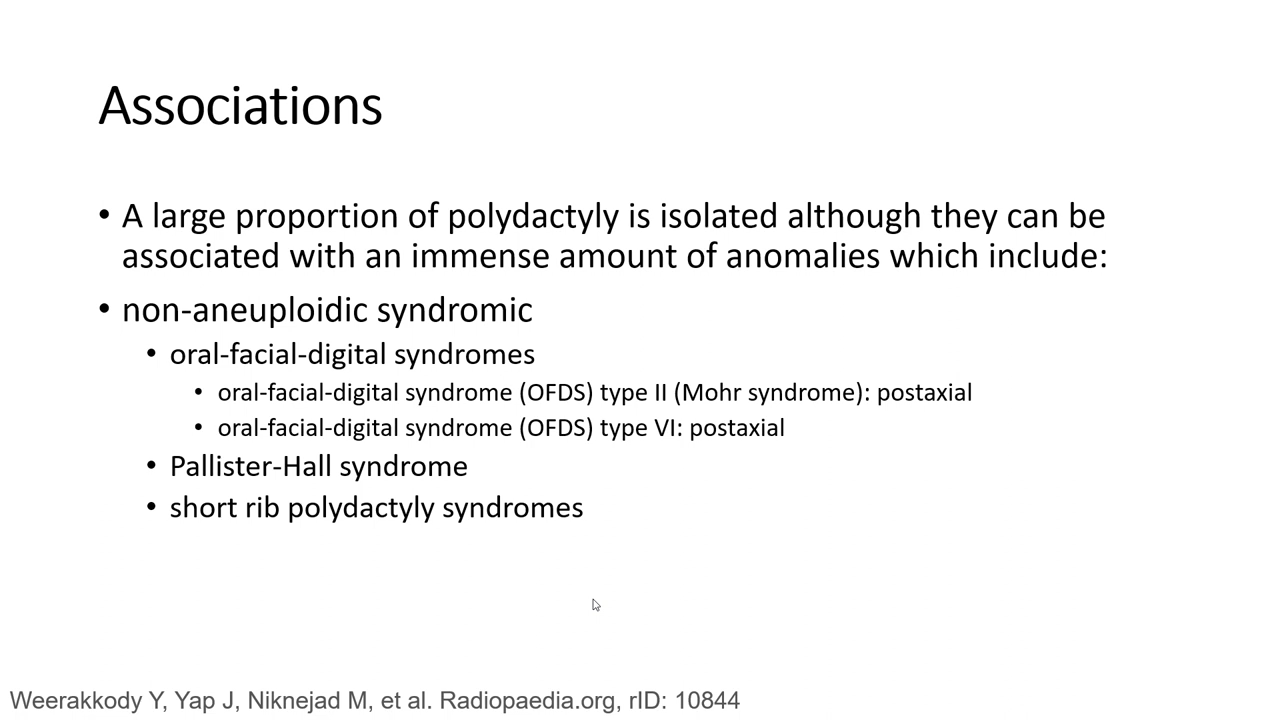 Associations
• A large proportion of polydactyly is isolated although they can be
associated with an immense amount of anomalies which include:
• non-aneuploidic syndromic
• oral-facial-digital syndromes
• oral-facial-digital syndrome (OFDS) type II (Mohr syndrome): postaxial
• oral-facial-digital syndrome (OFDS) type VI: postaxial
• Pallister-Hall syndrome
• short rib polydactyly syndromes
Weerakkody Y, Yap J, Niknejad M, et al. Radiopaedia.org, rID: 10844